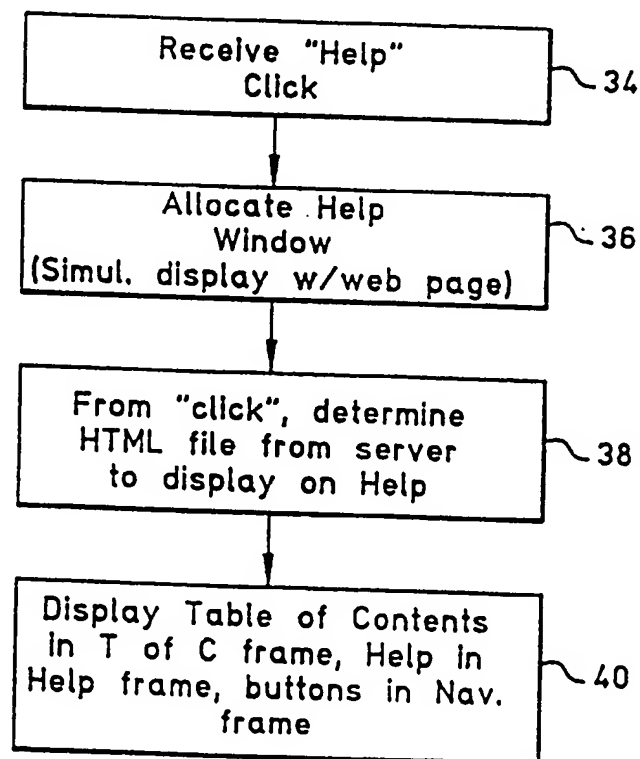 Receive "Help"
Click
34
Allocate Help
Window
(Simul. display w/web page)
36
From "click", determine
HTML file from server
to display on Help
38
Display Table of Contents
in T of C frame, Help in
Help frame, buttons in Nav.
frame
40